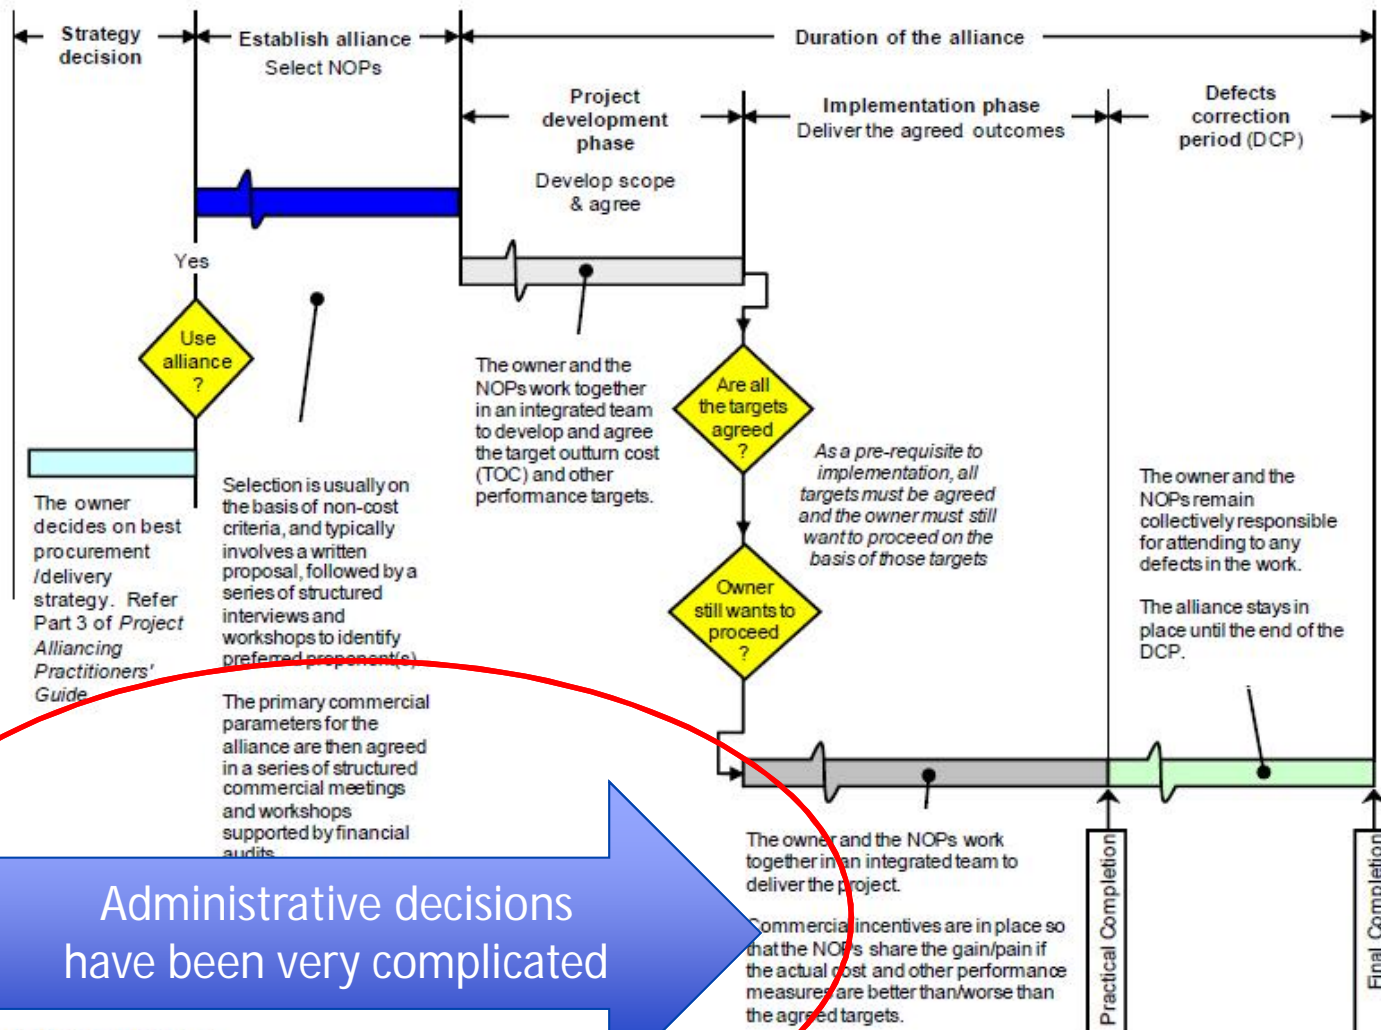 Strategy
decision
Establish alliance
Select NOPs
Duration of the alliance
Project
development
phase
Develop scope
& agree
Implementation phase
Deliver the agreed outcomes
Defects
correction
period (DCP)
Yes
Use
alliance
?
The owner
decides on best
procurement
/delivery
strategy. Refer
Part 3 of Project
Alliancing
Practitioners'
Guide
Selection is usually on
the basis of non-cost
criteria, and typically
involves a written
proposal, followed by a
series of structured
interviews and
workshops to identify
preferred proponent(s)
The primary commercial
parameters for the
alliance are then agreed
in a series of structured
commercial meetings
and workshops
supported by financial
audits
The owner and the
NOPs work together
in an integrated team
to develop and agree
the target outturn cost
(TOC) and other
performance targets.
Are all
the targets
agreed
?
As a pre-requisite to
implementation, all
targets must be agreed
and the owner must still
want to proceed on the
basis of those targets
Owner
still wants to
proceed
?
The owner and the
NOPs remain
collectively responsible
for attending to any
defects in the work.
The alliance stays in
place until the end of the
DCP.
The owner and the NOPs work
together in an integrated team to
deliver the project.
Commercial incentives are in place so
that the NOPs share the gain/pain if
the actual cost and other performance
measures are better than/worse than
the agreed targets.
Practical Completion
Final Completion
Administrative decisions
have been very complicated